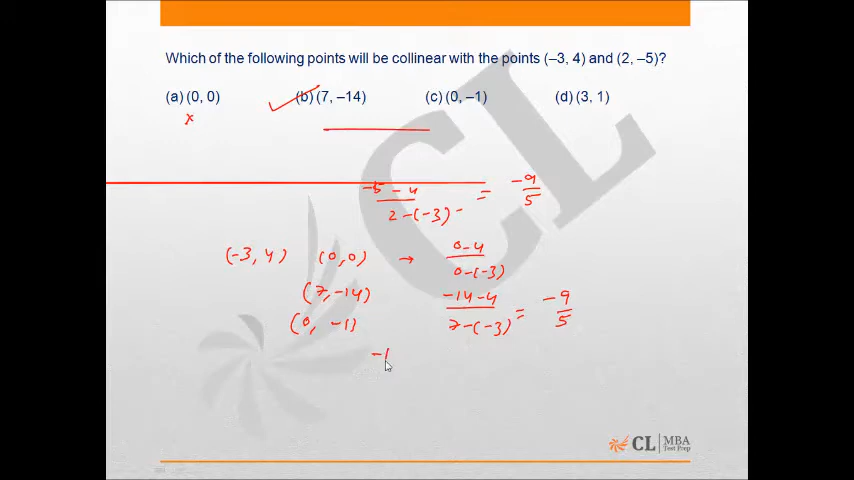 Which of the following points will be collinear with the points (–3, 4) and (2, –5)?
(a) (0, 0) (b) (7, –14) (c) (0, –1) (d) (3, 1)
x
-5 - 4 / 2 - (-3) = -9 / 5
(-3, 4) (0, 0) → 0-4 / 0-(-3)
(7, -14) -14-4 / 7-(-3) = -9 / 5
(0, -1)
-1
CL
CL MBA
Test Prep